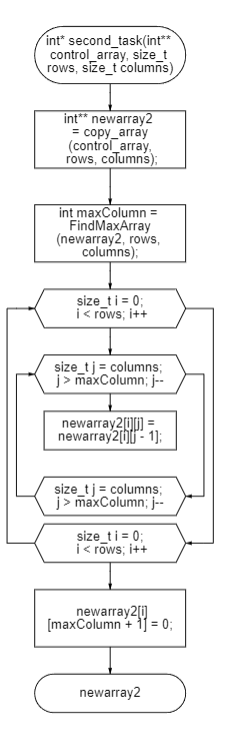 int* second_task(int**
control_array, size_t
rows, size_t columns)
int** newarray2
= copy_array
(control_array,
rows, columns);
int maxColumn =
FindMaxArray
(newarray2, rows,
columns);
size_t i = 0;
i < rows; i++
size_t j = columns;
j > maxColumn; j--
newarray2[i][j] =
newarray2[i][j - 1];
size_t j = columns;
j > maxColumn; j--
size_t i = 0;
i < rows; i++
newarray2[i]
[maxColumn + 1] = 0;
newarray2